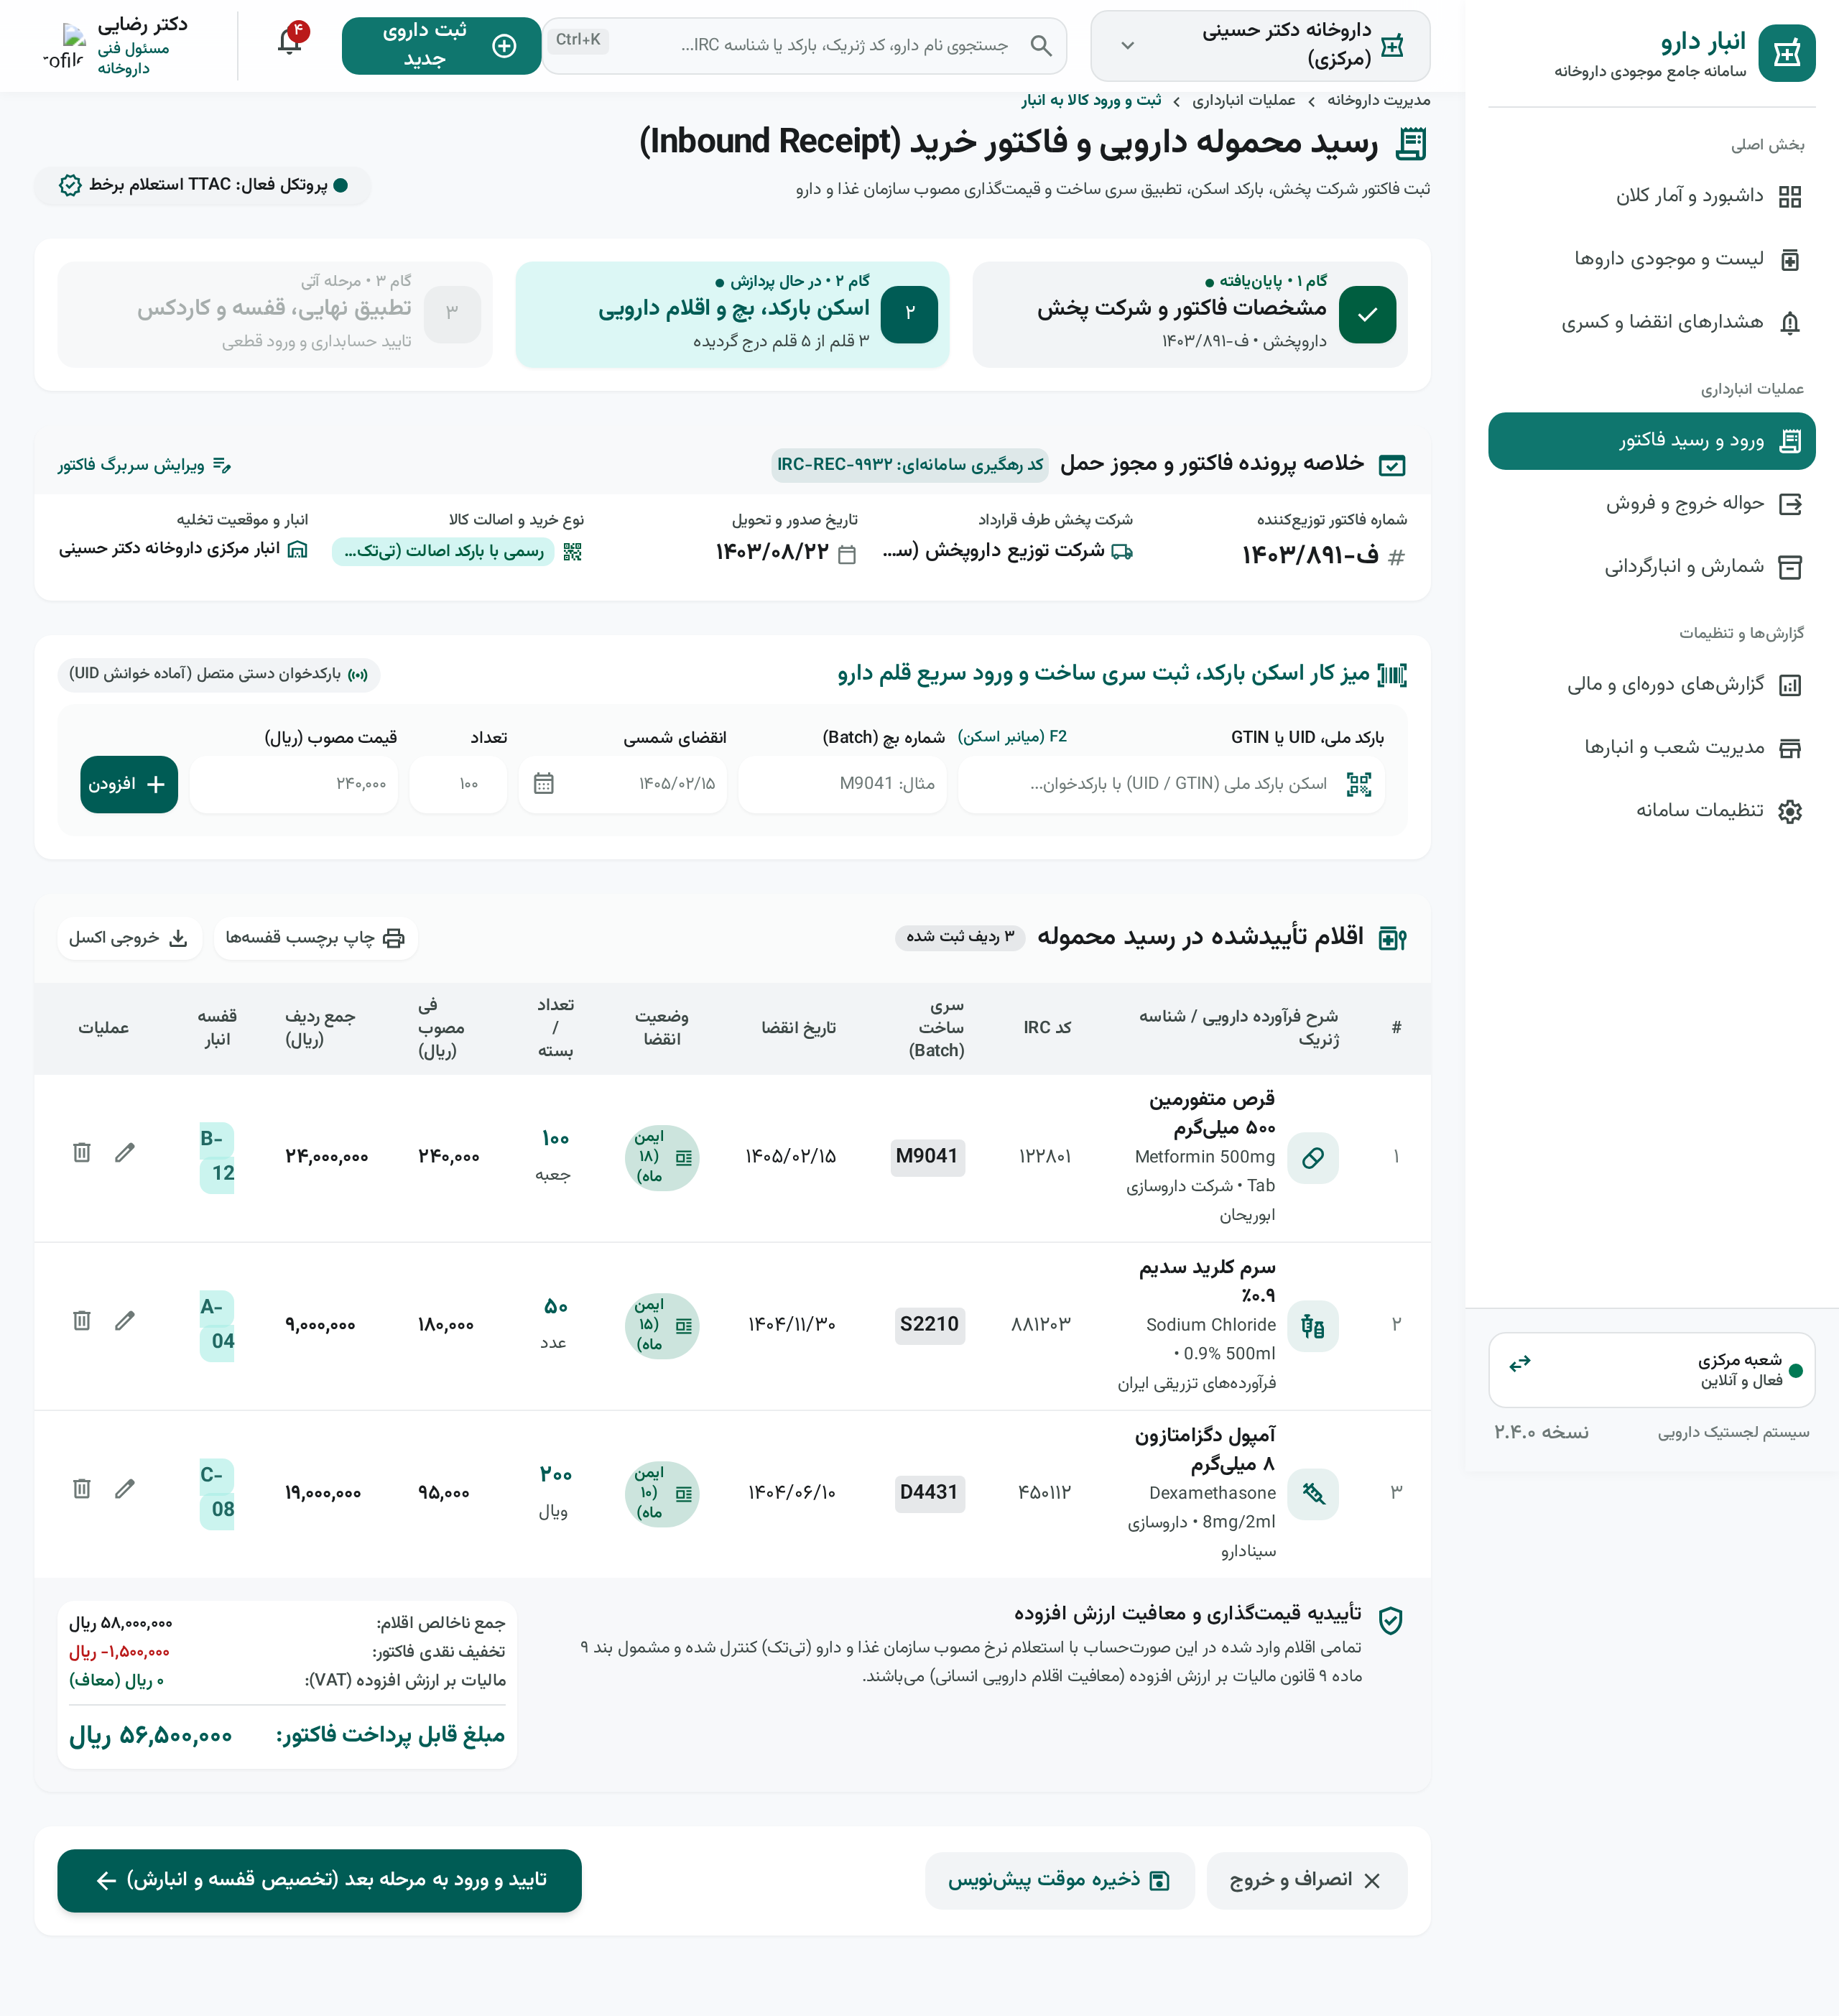 انبار دارو
سامانه جامع موجودی داروخانه
بخش اصلی
داشبورد و آمار کلان
لیست و موجودی داروها
هشدارهای انقضا و کسری
عملیات انبارداری
ورود و رسید فاکتور
حواله خروج و فروش
شمارش و انبارگردانی
گزارش‌ها و تنظیمات
گزارش‌های دوره‌ای و مالی
مدیریت شعب و انبارها
تنظیمات سامانه
شعبه مرکزی
فعال و آنلاین
سیستم لجستیک دارویی
نسخه ۲.۴.۰
داروخانه دکتر حسینی
(مرکزی)
جستجوی نام دارو، کد ژنریک، بارکد یا شناسه IRC...
Ctrl+K
ثبت داروی
جدید
۴
دکتر رضایی
مسئول فنی
داروخانه
مدیریت داروخانه
عملیات انبارداری
ثبت و ورود کالا به انبار
رسید محموله دارویی و فاکتور خرید (Inbound Receipt)
ثبت فاکتور شرکت پخش، بارکد اسکن، تطبیق سری ساخت و قیمت‌گذاری مصوب سازمان غذا و دارو
پروتکل فعال: TTAC استعلام برخط
گام ۱ • پایان‌یافته
مشخصات فاکتور و شرکت پخش
داروپخش • ف-۱۴۰۳/۸۹۱
۲
گام ۲ • در حال پردازش
اسکن بارکد، بچ و اقلام دارویی
۳ قلم از ۵ قلم درج گردیده
۳
گام ۳ • مرحله آتی
تطبیق نهایی، قفسه و کاردکس
تایید حسابداری و ورود قطعی
خلاصه پرونده فاکتور و مجوز حمل
کد رهگیری سامانه‌ای: IRC-REC-۹۹۳۲
ویرایش سربرگ فاکتور
شماره فاکتور توزیع‌کننده
ف-۱۴۰۳/۸۹۱
شرکت پخش طرف قرارداد
شرکت توزیع داروپخش (س...
تاریخ صدور و تحویل
۱۴۰۳/۰۸/۲۲
نوع خرید و اصالت کالا
رسمی با بارکد اصالت (تی‌تک...
انبار و موقعیت تخلیه
انبار مرکزی داروخانه دکتر حسینی
میز کار اسکن بارکد، ثبت سری ساخت و ورود سریع قلم دارو
بارکدخوان دستی متصل (آماده خوانش UID)
بارکد ملی، UID یا GTIN
F2 (میانبر اسکن)
شماره بچ (Batch)
انقضای شمسی
تعداد
قیمت مصوب (ریال)
اسکن بارکد ملی (UID / GTIN) با بارکدخوان...
مثال: M9041
۱۴۰۵/۰۲/۱۵
۱۰۰
۲۴۰,۰۰۰
افزودن
اقلام تأییدشده در رسید محموله
۳ ردیف ثبت شده
چاپ برچسب قفسه‌ها
خروجی اکسل
#
شرح فرآورده دارویی / شناسه
ژنریک
کد IRC
سری
ساخت
(Batch)
تاریخ انقضا
وضعیت
انقضا
تعداد
/
بسته
فی
مصوب
(ریال)
جمع ردیف
(ریال)
قفسه
انبار
عملیات
۱
قرص متفورمین
۵۰۰ میلی‌گرم
Metformin 500mg
Tab • شرکت داروسازی
ابوریحان
۱۲۲۸۰۱
M9041
۱۴۰۵/۰۲/۱۵
ایمن
(۱۸
ماه)
۱۰۰
جعبه
۲۴۰,۰۰۰
۲۴,۰۰۰,۰۰۰
B-
12
۲
سرم کلرید سدیم
۰.۹٪
Sodium Chloride
0.9% 500ml •
فرآورده‌های تزریقی ایران
۸۸۱۲۰۳
S2210
۱۴۰۴/۱۱/۳۰
ایمن
(۱۵
ماه)
۵۰
عدد
۱۸۰,۰۰۰
۹,۰۰۰,۰۰۰
A-
04
۳
آمپول دگزامتازون
۸ میلی‌گرم
Dexamethasone
8mg/2ml • داروسازی
سینادارو
۴۵۰۱۱۲
D4431
۱۴۰۴/۰۶/۱۰
ایمن
(۱۰
ماه)
۲۰۰
ویال
۹۵,۰۰۰
۱۹,۰۰۰,۰۰۰
C-
08
تأییدیه قیمت‌گذاری و معافیت ارزش افزوده
تمامی اقلام وارد شده در این صورت‌حساب با استعلام نرخ مصوب سازمان غذا و دارو (تی‌تک) کنترل شده و مشمول بند ۹
ماده ۹ قانون مالیات بر ارزش افزوده (معافیت اقلام دارویی انسانی) می‌باشند.
جمع ناخالص اقلام:
۵۸,۰۰۰,۰۰۰ ریال
تخفیف نقدی فاکتور:
-۱,۵۰۰,۰۰۰ ریال
مالیات بر ارزش افزوده (VAT):
۰ ریال (معاف)
مبلغ قابل پرداخت فاکتور:
۵۶,۵۰۰,۰۰۰ ریال
انصراف و خروج
ذخیره موقت پیش‌نویس
تایید و ورود به مرحله بعد (تخصیص قفسه و انبارش)